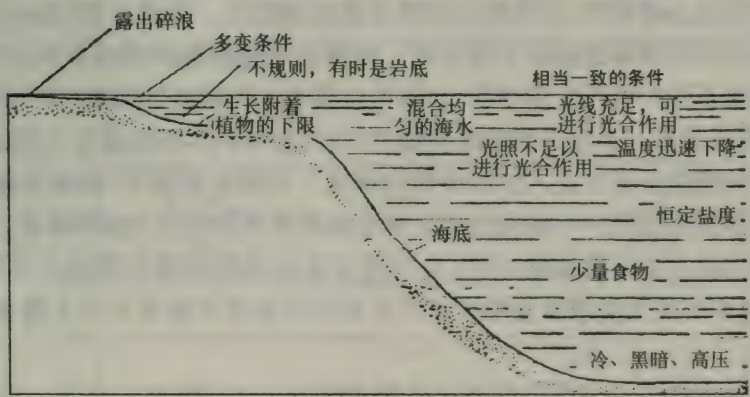 露出碎浪
多变条件
不规则，有时是岩底
相当一致的条件
生长附着
植物的下限
混合均
匀的海水
光线充足，可
进行光合作用
光照不足以
进行光合作用
温度迅速下降
恒定盐度
海底
少量食物
冷、黑暗、高压